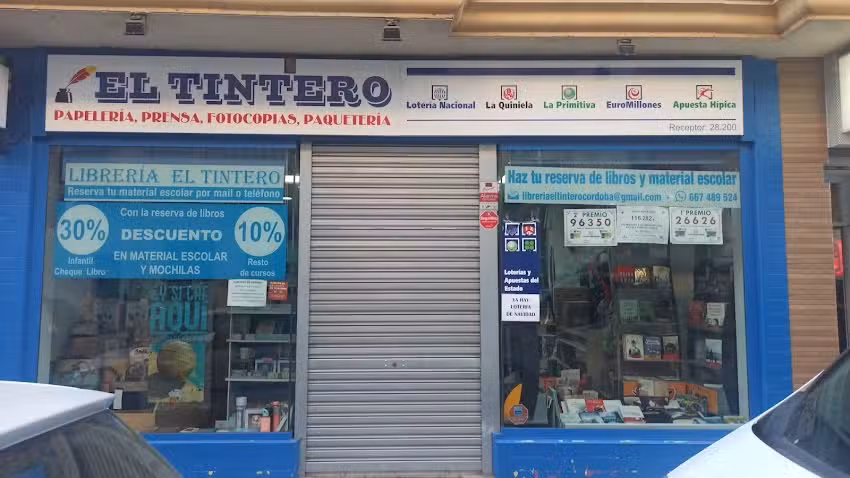 EL TINTERO
PAPELERÍA, PRENSA, FOTOCOPIAS, PAQUETERÍA
Lotería Nacional
La Quiniela
La Primitiva
EuroMillones
Apuesta Hípica
Receptor: 28.200
LIBRERÍA EL TINTERO
Reserva tu material escolar por mail o teléfono
30%
Infantil
Cheque Libro
Con la reserva de libros
DESCUENTO
EN MATERIAL ESCOLAR
Y MOCHILAS
10%
Resto
de cursos
AQUÍ
Haz tu reserva de libros y material escolar
libreriaeltinterocordoba@gmail.com - 667 489 524
2º PREMIO
96350
1º PREMIO
26626
Loterías y
Apuestas del
Estado
YA HAY
LOTERÍA
DE NAVIDAD